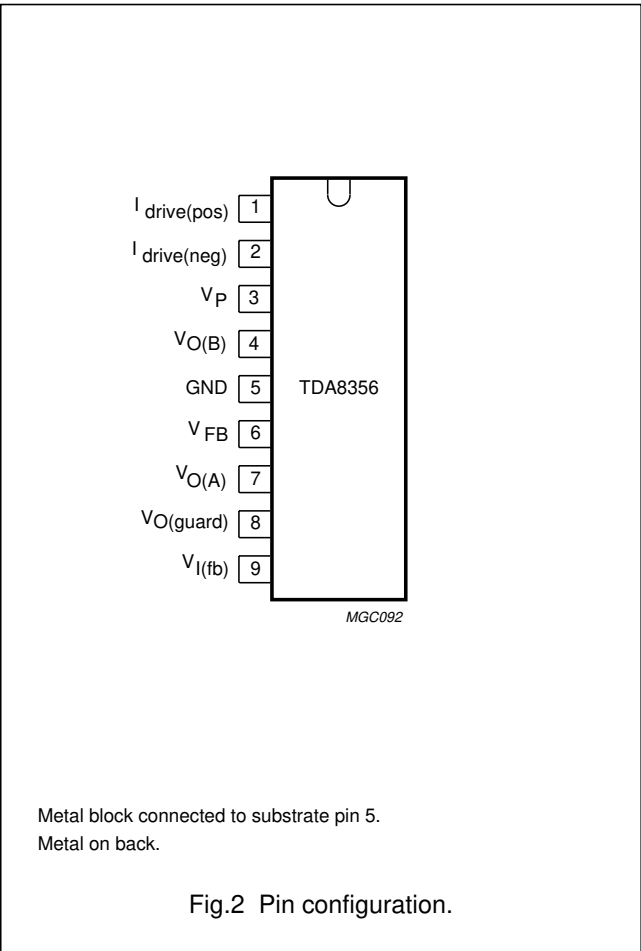 I drive(pos) 1
I drive(neg) 2
VP 3
VO(B) 4
GND 5 TDA8356
VFB 6
VO(A) 7
VO(guard) 8
VI(fb) 9
MGC092
Metal block connected to substrate pin 5.
Metal on back.
Fig.2 Pin configuration.